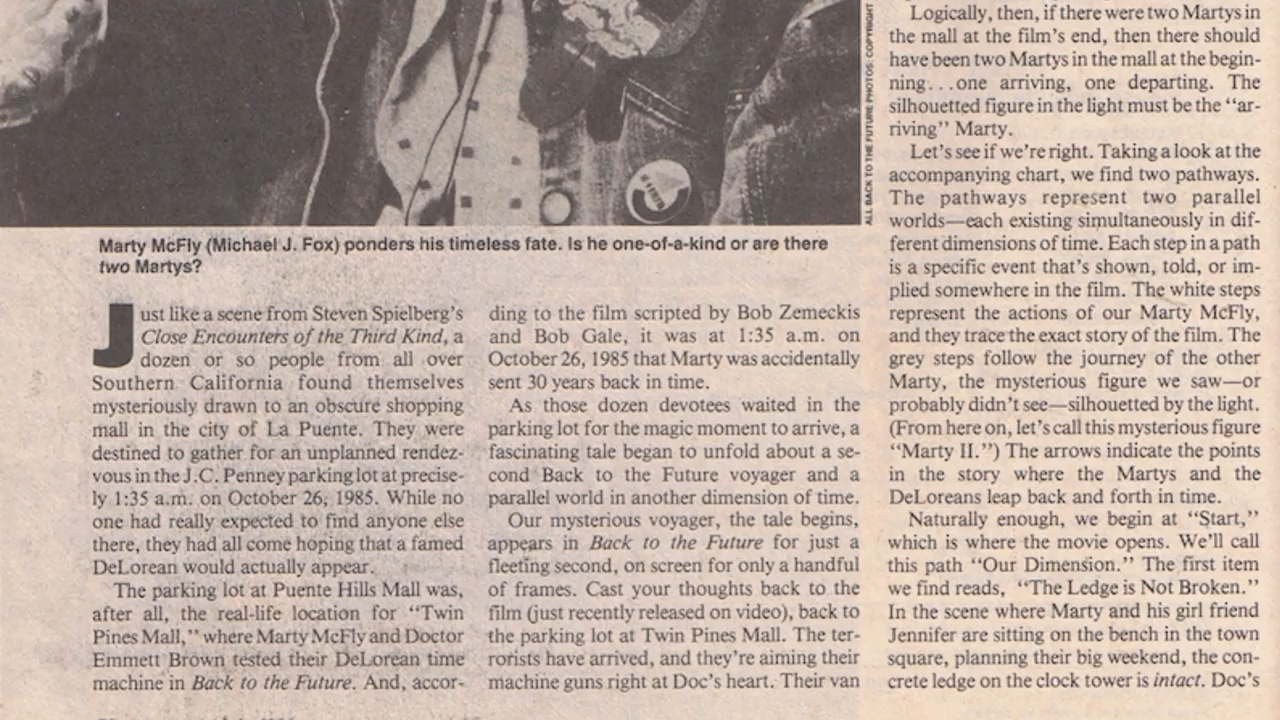 ALL BACK TO THE FUTURE PHOTOS: COPYRIGHT
Marty McFly (Michael J. Fox) ponders his timeless fate. Is he one-of-a-kind or are there
two Martys?
Just like a scene from Steven Spielberg's
Close Encounters of the Third Kind, a
dozen or so people from all over
Southern California found themselves
mysteriously drawn to an obscure shopping
mall in the city of La Puente. They were
destined to gather for an unplanned rendez-
vous in the J.C. Penney parking lot at precise-
ly 1:35 a.m. on October 26, 1985. While no
one had really expected to find anyone else
there, they had all come hoping that a famed
DeLorean would actually appear.
The parking lot at Puente Hills Mall was,
after all, the real-life location for "Twin
Pines Mall," where Marty McFly and Doctor
Emmett Brown tested their DeLorean time
machine in Back to the Future. And, accor-
ding to the film scripted by Bob Zemeckis
and Bob Gale, it was at 1:35 a.m. on
October 26, 1985 that Marty was accidentally
sent 30 years back in time.
As those dozen devotees waited in the
parking lot for the magic moment to arrive, a
fascinating tale began to unfold about a se-
cond Back to the Future voyager and a
parallel world in another dimension of time.
Our mysterious voyager, the tale begins,
appears in Back to the Future for just a
fleeting second, on screen for only a handful
of frames. Cast your thoughts back to the
film (just recently released on video), back to
the parking lot at Twin Pines Mall. The ter-
rorists have arrived, and they're aiming their
machine guns right at Doc's heart. Their van
Logically, then, if there were two Martys in
the mall at the film's end, then there should
have been two Martys in the mall at the begin-
ning...one arriving, one departing. The
silhouetted figure in the light must be the "ar-
riving" Marty.
Let's see if we're right. Taking a look at the
accompanying chart, we find two pathways.
The pathways represent two parallel
worlds—each existing simultaneously in dif-
ferent dimensions of time. Each step in a path
is a specific event that's shown, told, or im-
plied somewhere in the film. The white steps
represent the actions of our Marty McFly,
and they trace the exact story of the film. The
grey steps follow the journey of the other
Marty, the mysterious figure we saw—or
probably didn't see—silhouetted by the light.
(From here on, let's call this mysterious figure
"Marty II.") The arrows indicate the points
in the story where the Martys and the
DeLoreans leap back and forth in time.
Naturally enough, we begin at "Start,"
which is where the movie opens. We'll call
this path "Our Dimension." The first item
we find reads, "The Ledge is Not Broken."
In the scene where Marty and his girl friend
Jennifer are sitting on the bench in the town
square, planning their big weekend, the con-
crete ledge on the clock tower is intact. Doc's